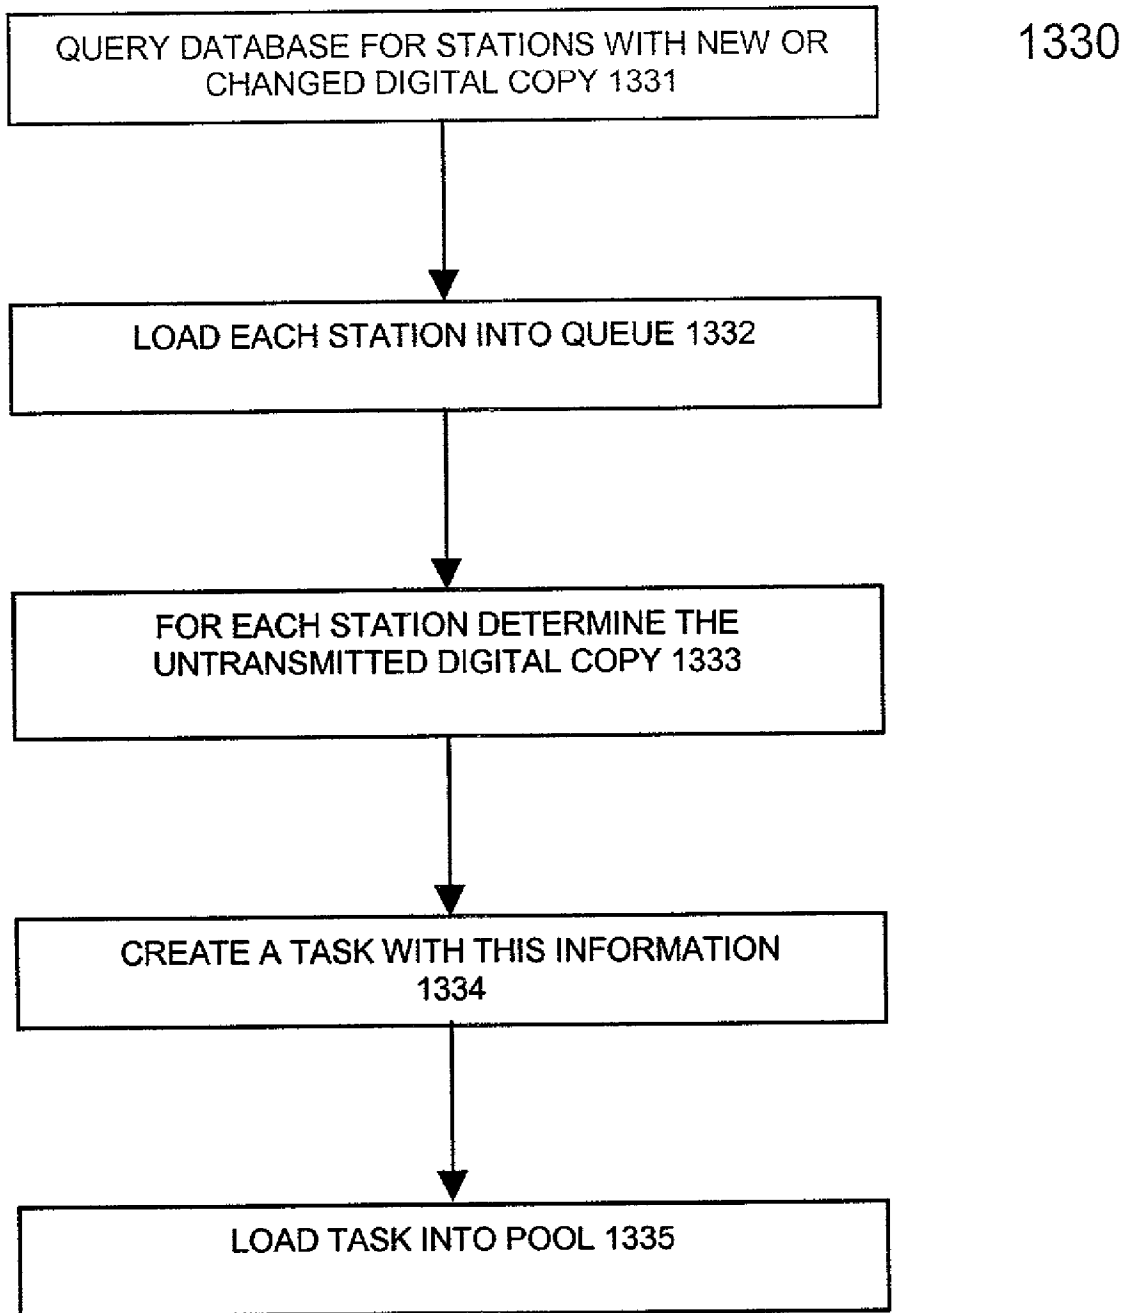 QUERY DATABASE FOR STATIONS WITH NEW OR
CHANGED DIGITAL COPY 1331
1330
LOAD EACH STATION INTO QUEUE 1332
FOR EACH STATION DETERMINE THE
UNTRANSMITTED DIGITAL COPY 1333
CREATE A TASK WITH THIS INFORMATION
1334
LOAD TASK INTO POOL 1335